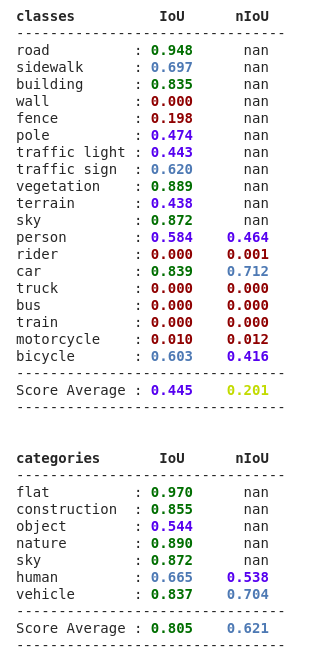 classes          IoU      nIoU
--------------------------------
road          : 0.948      nan
sidewalk      : 0.697      nan
building      : 0.835      nan
wall          : 0.000      nan
fence         : 0.198      nan
pole          : 0.474      nan
traffic light : 0.443      nan
traffic sign  : 0.620      nan
vegetation    : 0.889      nan
terrain       : 0.438      nan
sky           : 0.872      nan
person        : 0.584    0.464
rider         : 0.000    0.001
car           : 0.839    0.712
truck         : 0.000    0.000
bus           : 0.000    0.000
train         : 0.000    0.000
motorcycle    : 0.010    0.012
bicycle       : 0.603    0.416
--------------------------------
Score Average : 0.445    0.201
--------------------------------
categories       IoU      nIoU
--------------------------------
flat          : 0.970      nan
construction  : 0.855      nan
object        : 0.544      nan
nature        : 0.890      nan
sky           : 0.872      nan
human         : 0.665    0.538
vehicle       : 0.837    0.704
--------------------------------
Score Average : 0.805    0.621
--------------------------------